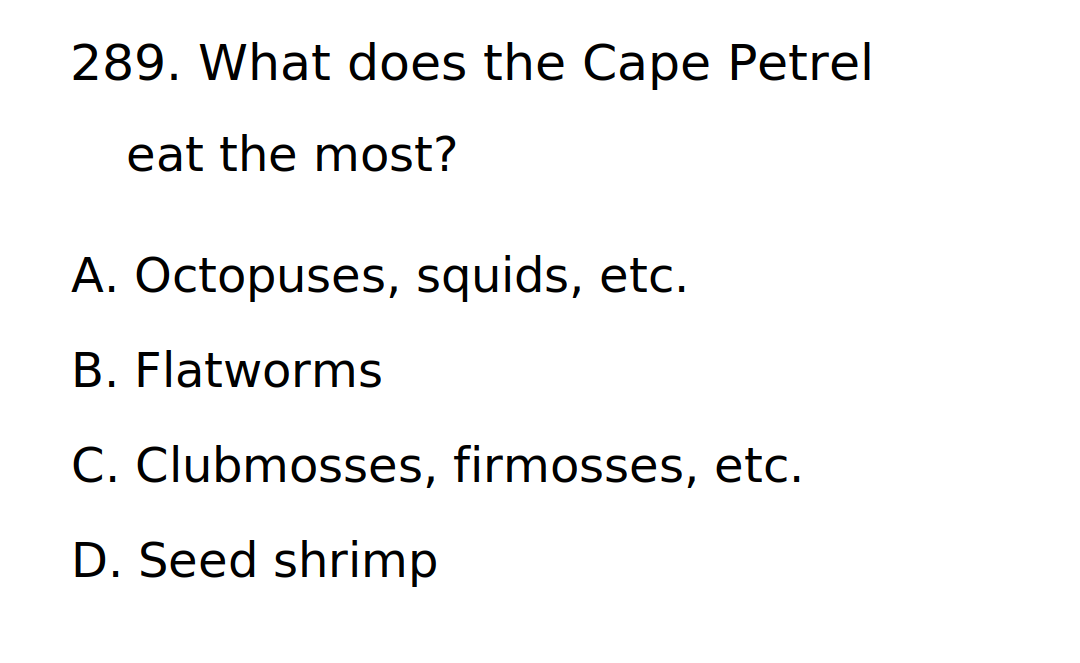 289. What does the Cape Petrel
eat the most?
A. Octopuses, squids, etc.
B. Flatworms
C. Clubmosses, firmosses, etc.
D. Seed shrimp